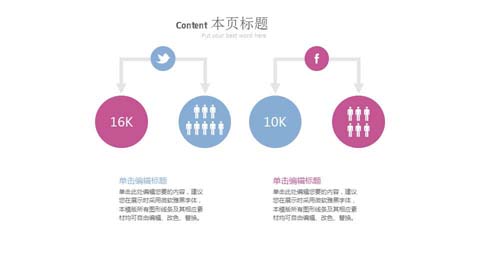 Content 本页标题
Put your best word here
16K
10K
单击编辑标题
单击此处编辑您要的内容，建议
您在展示时采用微软雅黑字体，
本模版所有图形线条及其相应素
材均可自由编辑、改色、替换。
单击编辑标题
单击此处编辑您要的内容，建议
您在展示时采用微软雅黑字体，
本模版所有图形线条及其相应素
材均可自由编辑、改色、替换。